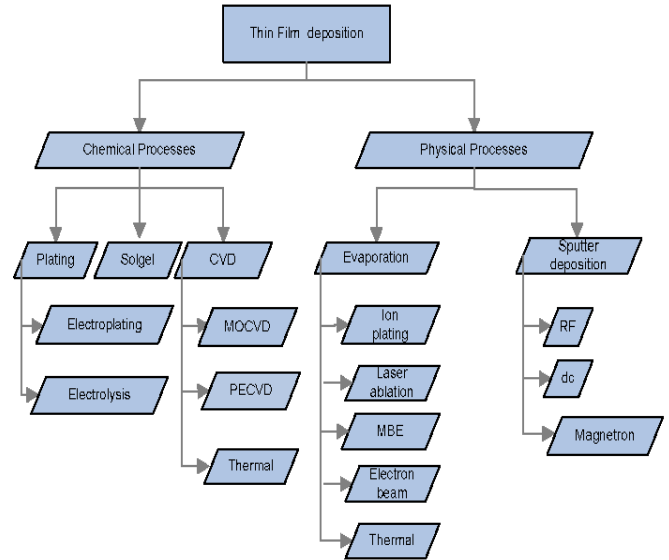 Thin Film deposition
Chemical Processes
Physical Processes
Plating
Solgel
CVD
Evaporation
Sputter
deposition
Electroplating
Electrolysis
MOCVD
PECVD
Thermal
Ion
plating
Laser
ablation
MBE
Electron
beam
Thermal
RF
dc
Magnetron